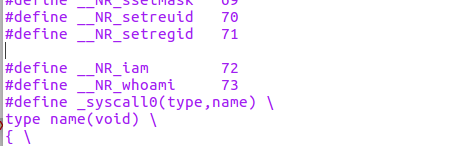 #define __NR_ssetmask 69
#define __NR_setreuid 70
#define __NR_setregid 71
#define __NR_iam 72
#define __NR_whoami 73
#define _syscall0(type,name) \
type name(void) \
{ \